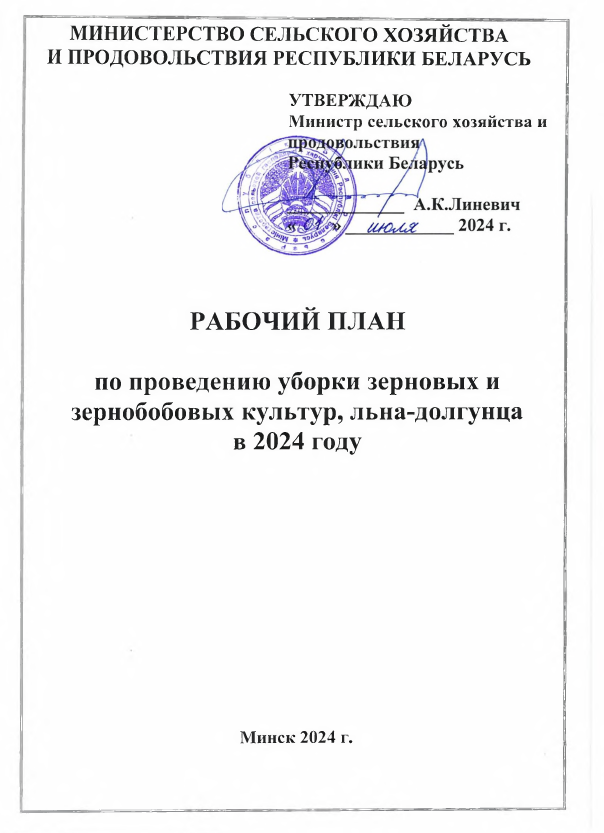 МИНИСТЕРСТВО СЕЛЬСКОГО ХОЗЯЙСТВА
И ПРОДОВОЛЬСТВИЯ РЕСПУБЛИКИ БЕЛАРУСЬ
УТВЕРЖДАЮ
Министр сельского хозяйства и
продовольствия
Республики Беларусь
А.К.Линевич
« 01 » июля 2024 г.
РАБОЧИЙ ПЛАН
по проведению уборки зерновых и
зернобобовых культур, льна-долгунца
в 2024 году
Минск 2024 г.